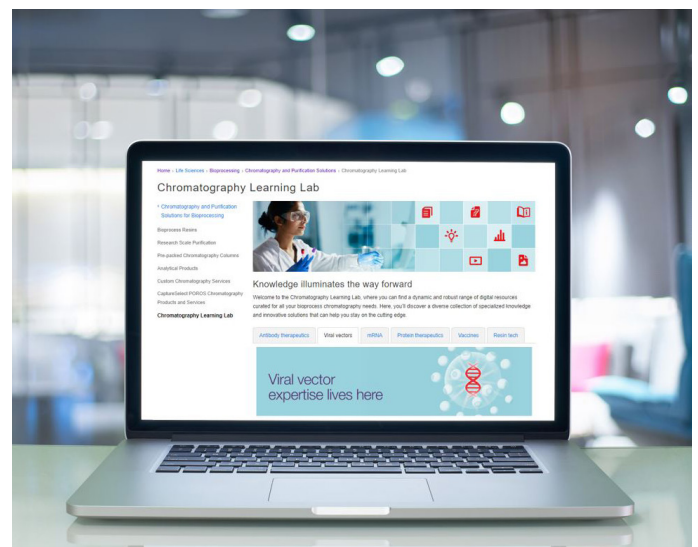 Home › Life Sciences › Bioprocessing › Chromatography and Purification Solutions › Chromatography Learning Lab
Chromatography Learning Lab
Chromatography and Purification
Solutions for Bioprocessing
Bioprocess Resins
Research Scale Purification
Pre-packed Chromatography Columns
Analytical Products
Custom Chromatography Services
CaptureSelect POROS Chromatography
Products and Services
Chromatography Learning Lab
Knowledge illuminates the way forward
Welcome to the Chromatography Learning Lab, where you can find a dynamic and robust range of digital resources
curated for all your bioprocess chromatography needs. Here, you'll discover a diverse collection of specialized knowledge
and innovative solutions that can help you stay on the cutting edge.
Antibody therapeutics Viral vectors mRNA Protein therapeutics Vaccines Resin tech
Viral vector
expertise lives here